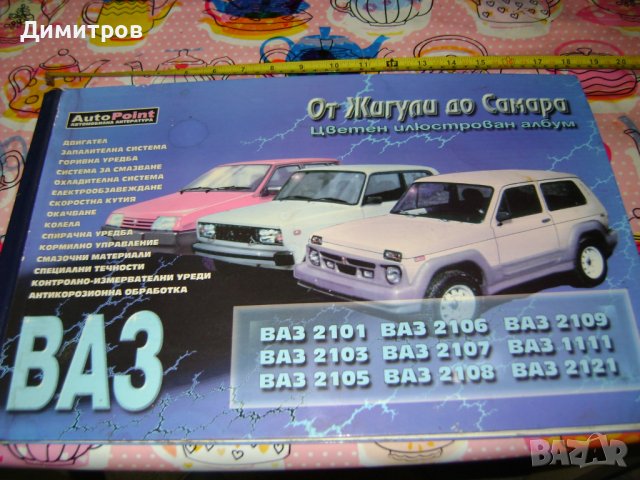 Димитров
AutoPoint
АВТОМОБИЛНА ЛИТЕРАТУРА
От Жигули до Самара
Цветен илюстрован албум
ДВИГАТЕЛ
ЗАПАЛИТЕЛНА СИСТЕМА
ГОРИВНА УРЕДБА
СИСТЕМА ЗА СМАЗВАНЕ
ОХЛАДИТЕЛНА СИСТЕМА
ЕЛЕКТРООБЗАВЕЖДАНЕ
СКОРОСТНА КУТИЯ
ОКАЧВАНЕ
КОЛЕЛА
СПИРАЧНА УРЕДБА
КОРМИЛНО УПРАВЛЕНИЕ
СМАЗОЧНИ МАТЕРИАЛИ
СПЕЦИАЛНИ ТЕЧНОСТИ
КОНТРОЛНО-ИЗМЕРВАТЕЛНИ УРЕДИ
АНТИКОРОЗИОННА ОБРАБОТКА
ВАЗ
ВАЗ 2101 ВАЗ 2106 ВАЗ 2109
ВАЗ 2103 ВАЗ 2107 ВАЗ 1111
ВАЗ 2105 ВАЗ 2108 ВАЗ 2121
BAZAR